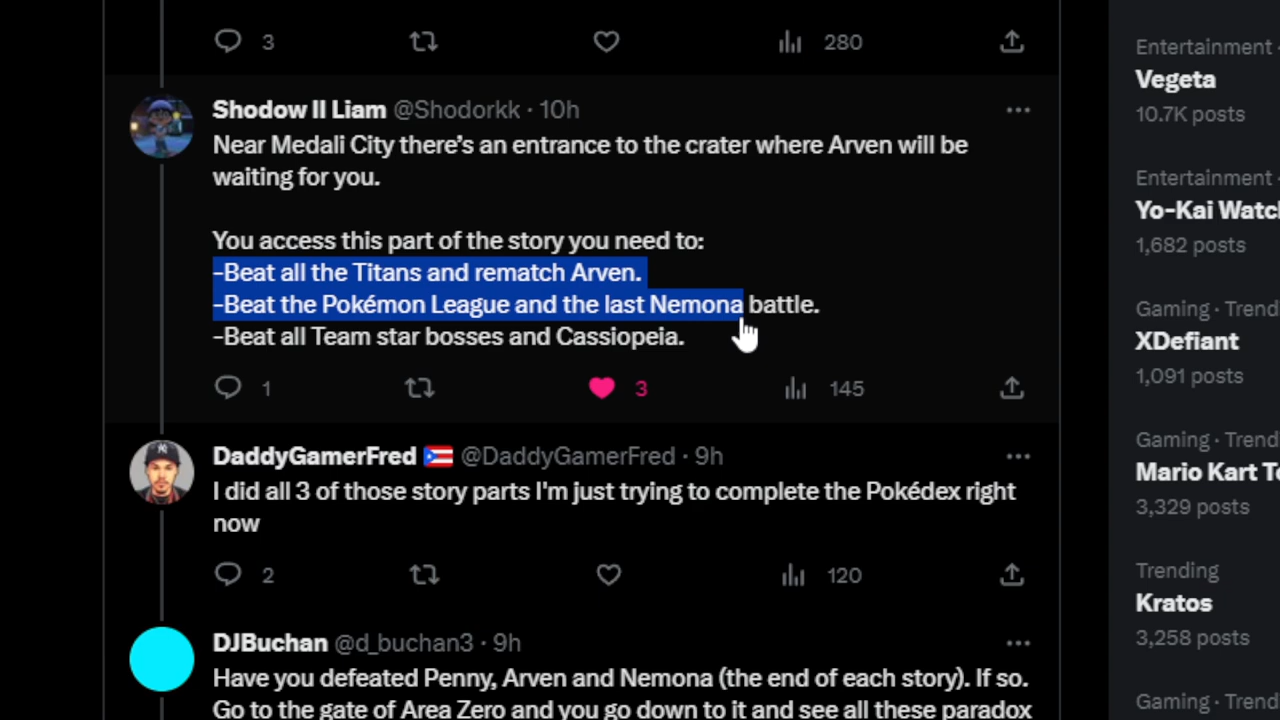 3 280
Shodow II Liam @Shodorkk · 10h
Near Medali City there's an entrance to the crater where Arven will be
waiting for you.
You access this part of the story you need to:
-Beat all the Titans and rematch Arven.
-Beat the Pokémon League and the last Nemona battle.
-Beat all Team star bosses and Cassiopeia.
1 3 145
DaddyGamerFred 🇵🇷 @DaddyGamerFred · 9h
I did all 3 of those story parts I'm just trying to complete the Pokédex right
now
2 120
DJBuchan @d_buchan3 · 9h
Have you defeated Penny, Arven and Nemona (the end of each story). If so.
Go to the gate of Area Zero and you go down to it and see all these paradox
Entertainment ·
Vegeta
10.7K posts
Entertainment ·
Yo-Kai Watch
1,682 posts
Gaming · Trend
XDefiant
1,091 posts
Gaming · Trend
Mario Kart To
3,329 posts
Trending
Kratos
3,258 posts
Gaming · Trend